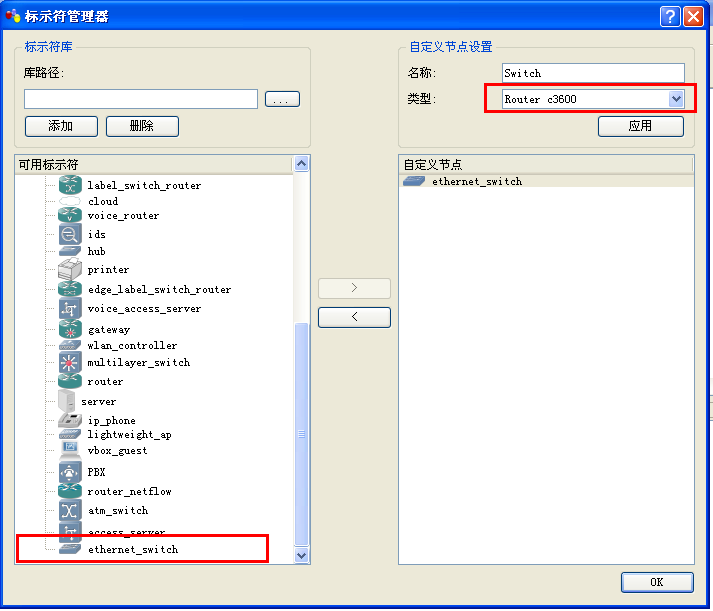 标示符管理器
标示符库
库路径:
...
添加
删除
可用标示符
label_switch_router
cloud
voice_router
ids
hub
printer
edge_label_switch_router
voice_access_server
gateway
wlan_controller
multilayer_switch
router
server
ip_phone
lightweight_ap
vbox_guest
PBX
router_netflow
atm_switch
access_server
ethernet_switch
>
<
自定义节点设置
名称:
Switch
类型:
Router c3600
应用
自定义节点
ethernet_switch
OK